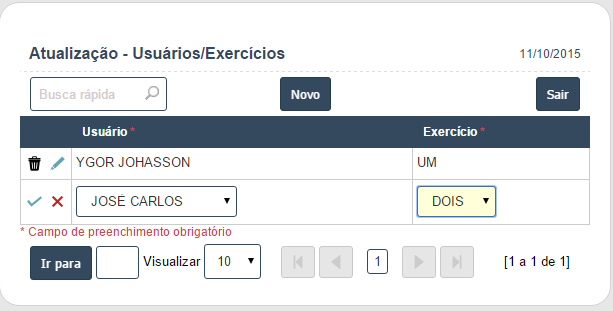 Atualização - Usuários/Exercícios 11/10/2015
Busca rápida Novo Sair
Usuário * Exercício *
YGOR JOHASSON UM
JOSÉ CARLOS DOIS
* Campo de preenchimento obrigatório
Ir para Visualizar 10 1 [1 a 1 de 1]